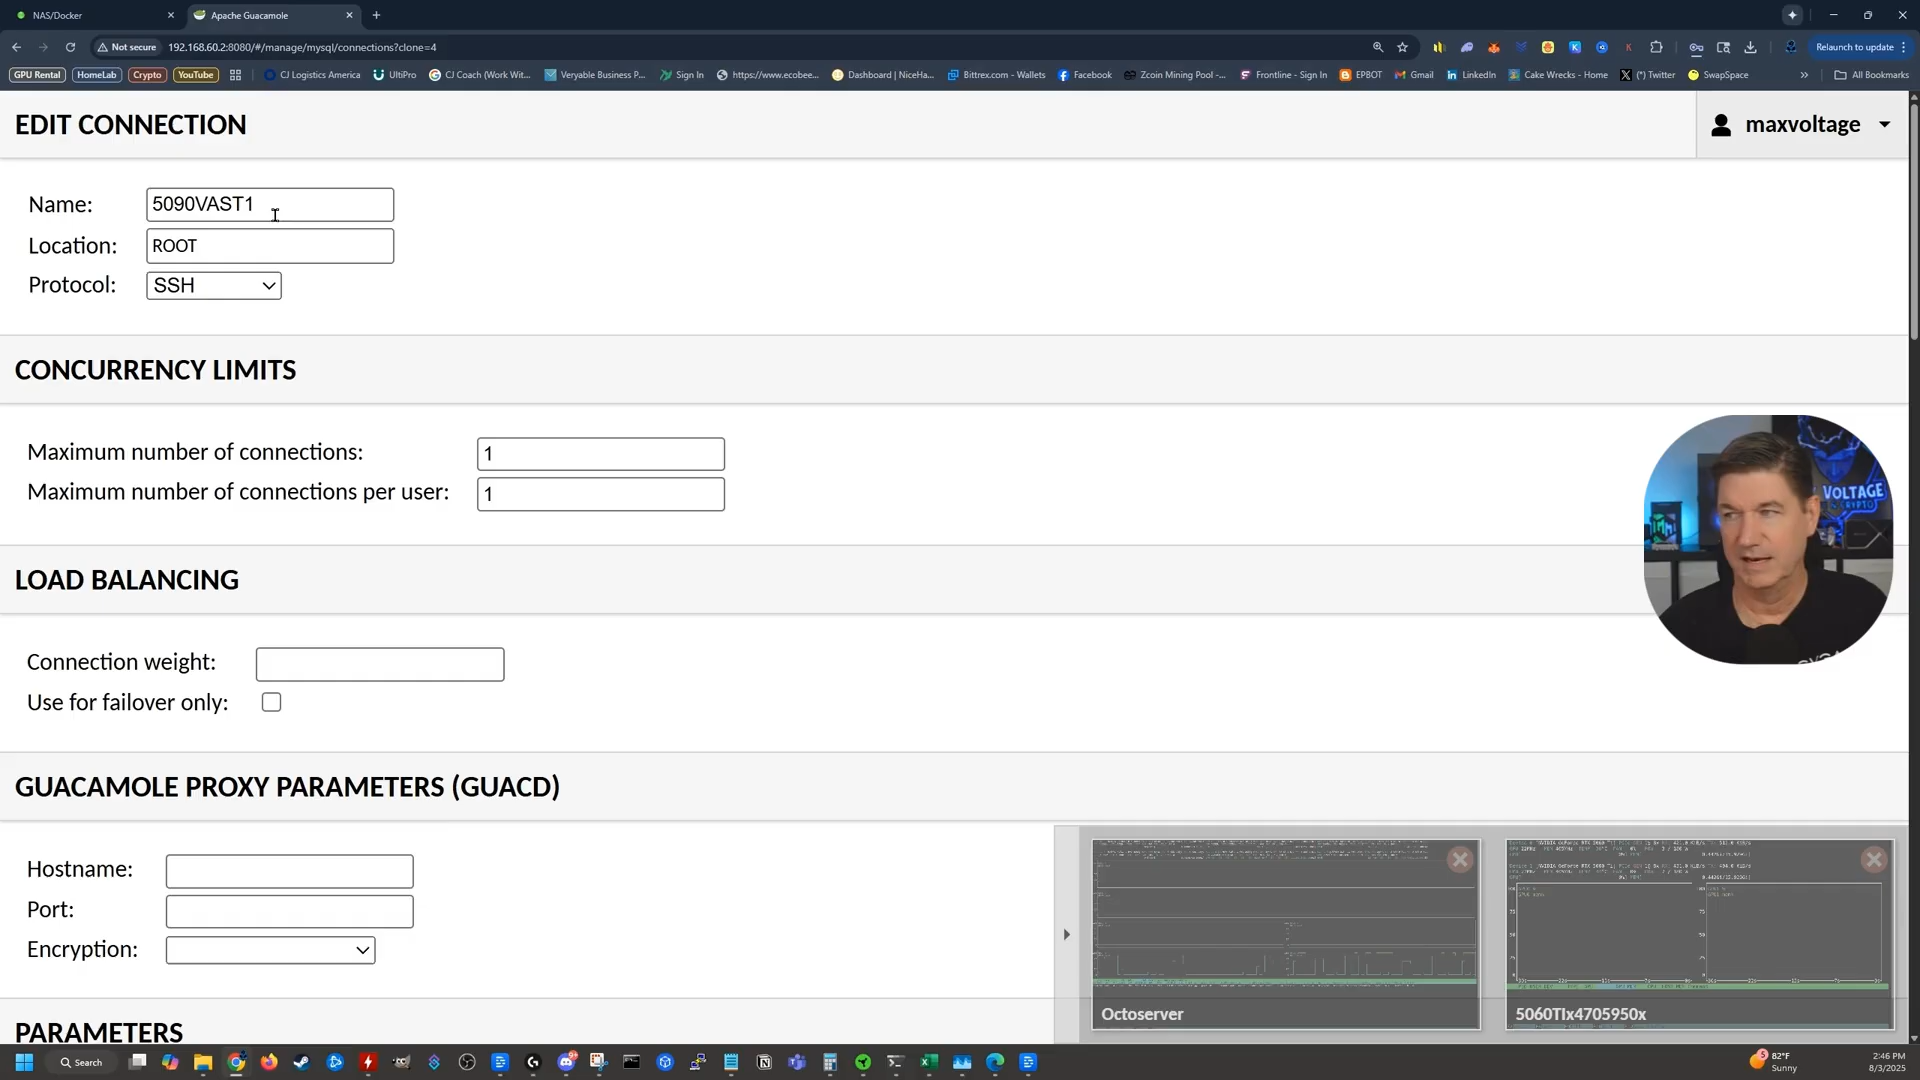 NAS/Docker
Apache Guacamole
Not secure
192.168.60.2:8080/#/manage/mysql/connections?clone=4
Relaunch to update
GPU Rental
HomeLab
Crypto
YouTube
CJ Logistics America
UltiPro
CJ Coach (Work Wit...
Veryable Business P...
Sign In
https://www.ecobee...
Dashboard | NiceHa...
Bittrex.com - Wallets
Facebook
Zcoin Mining Pool -...
Frontline - Sign In
EPBOT
Gmail
LinkedIn
Cake Wrecks - Home
(*) Twitter
SwapSpace
All Bookmarks
EDIT CONNECTION
maxvoltage
Name: 5090VAST1
Location: ROOT
Protocol: SSH
CONCURRENCY LIMITS
Maximum number of connections: 1
Maximum number of connections per user: 1
VOLTAGE
LOAD BALANCING
Connection weight:
Use for failover only:
GUACAMOLE PROXY PARAMETERS (GUACD)
Hostname:
Port:
Encryption:
PARAMETERS
Octoserver
5060TIx4705950x
Search
82°F
Sunny
2:46 PM
8/3/2025